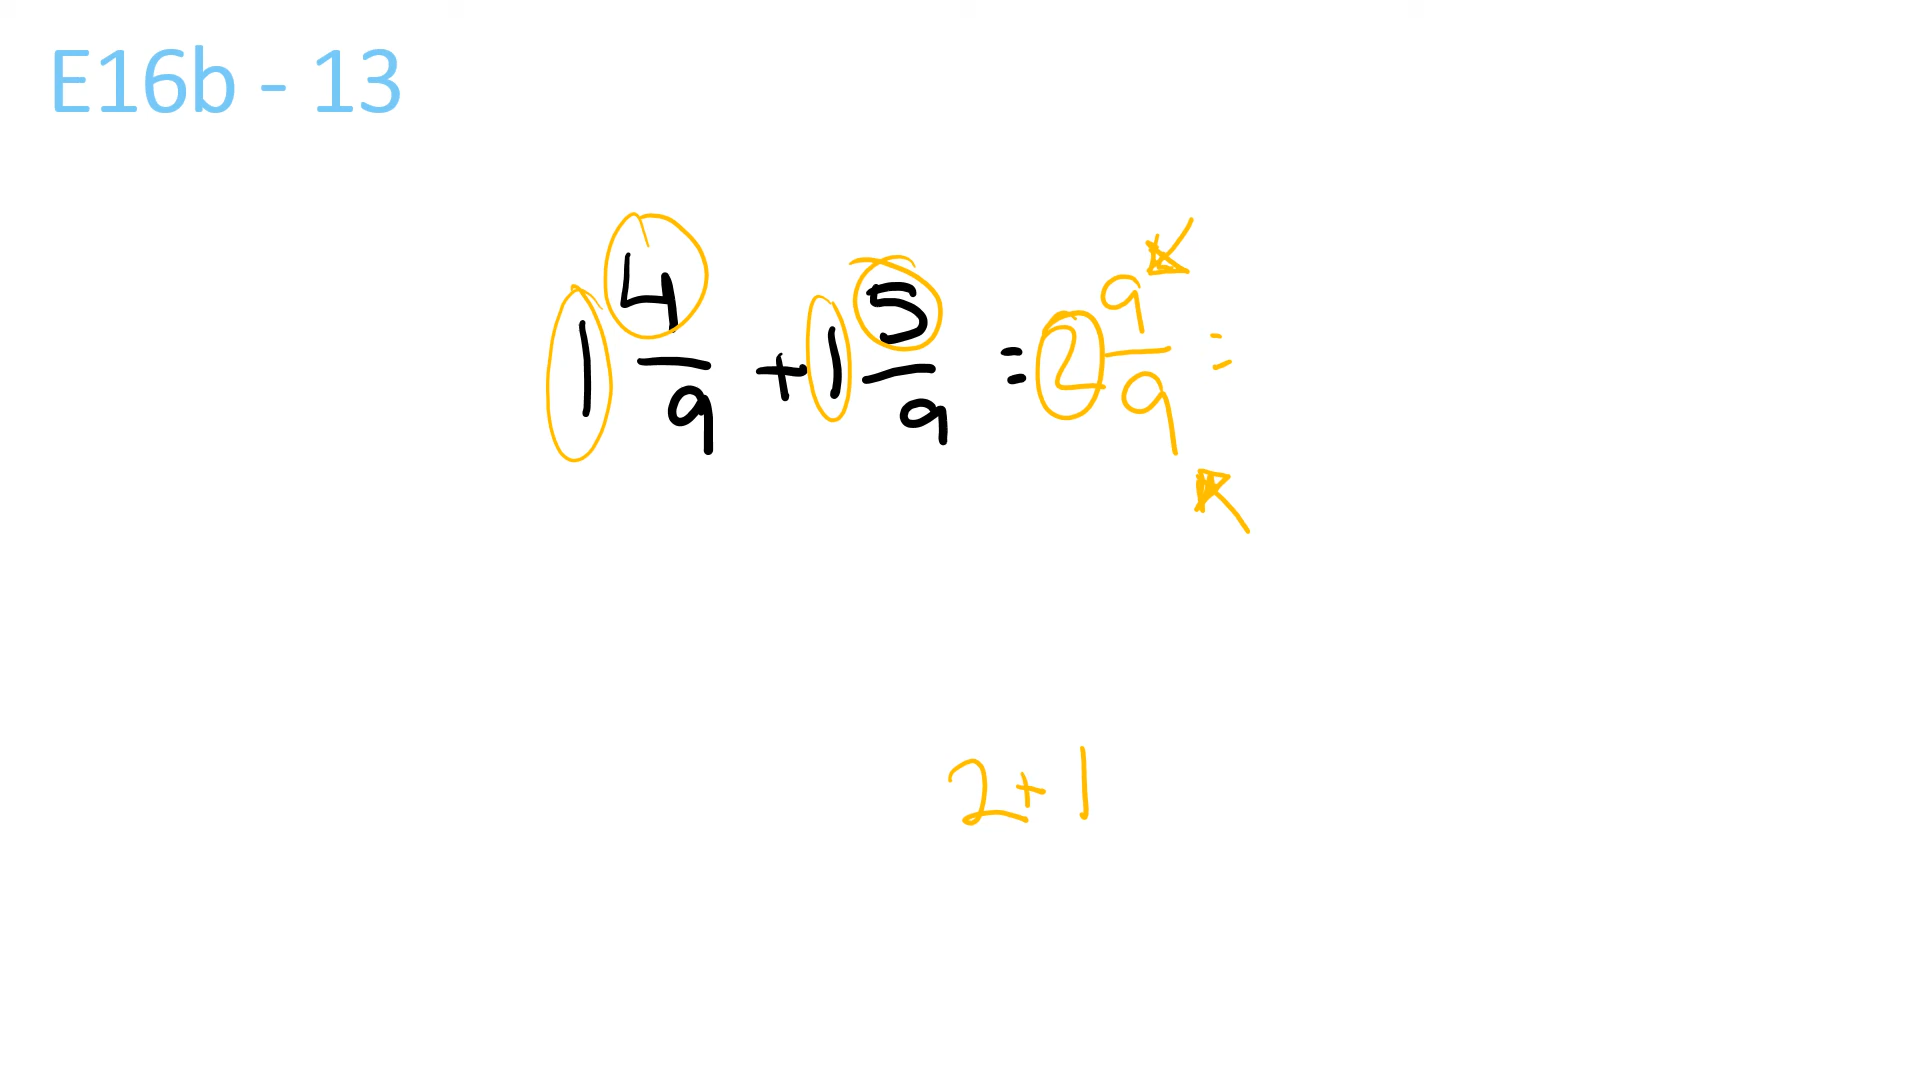 E16b - 13
1 4/9 + 1 5/9 = 2 9/9 =
2 + 1